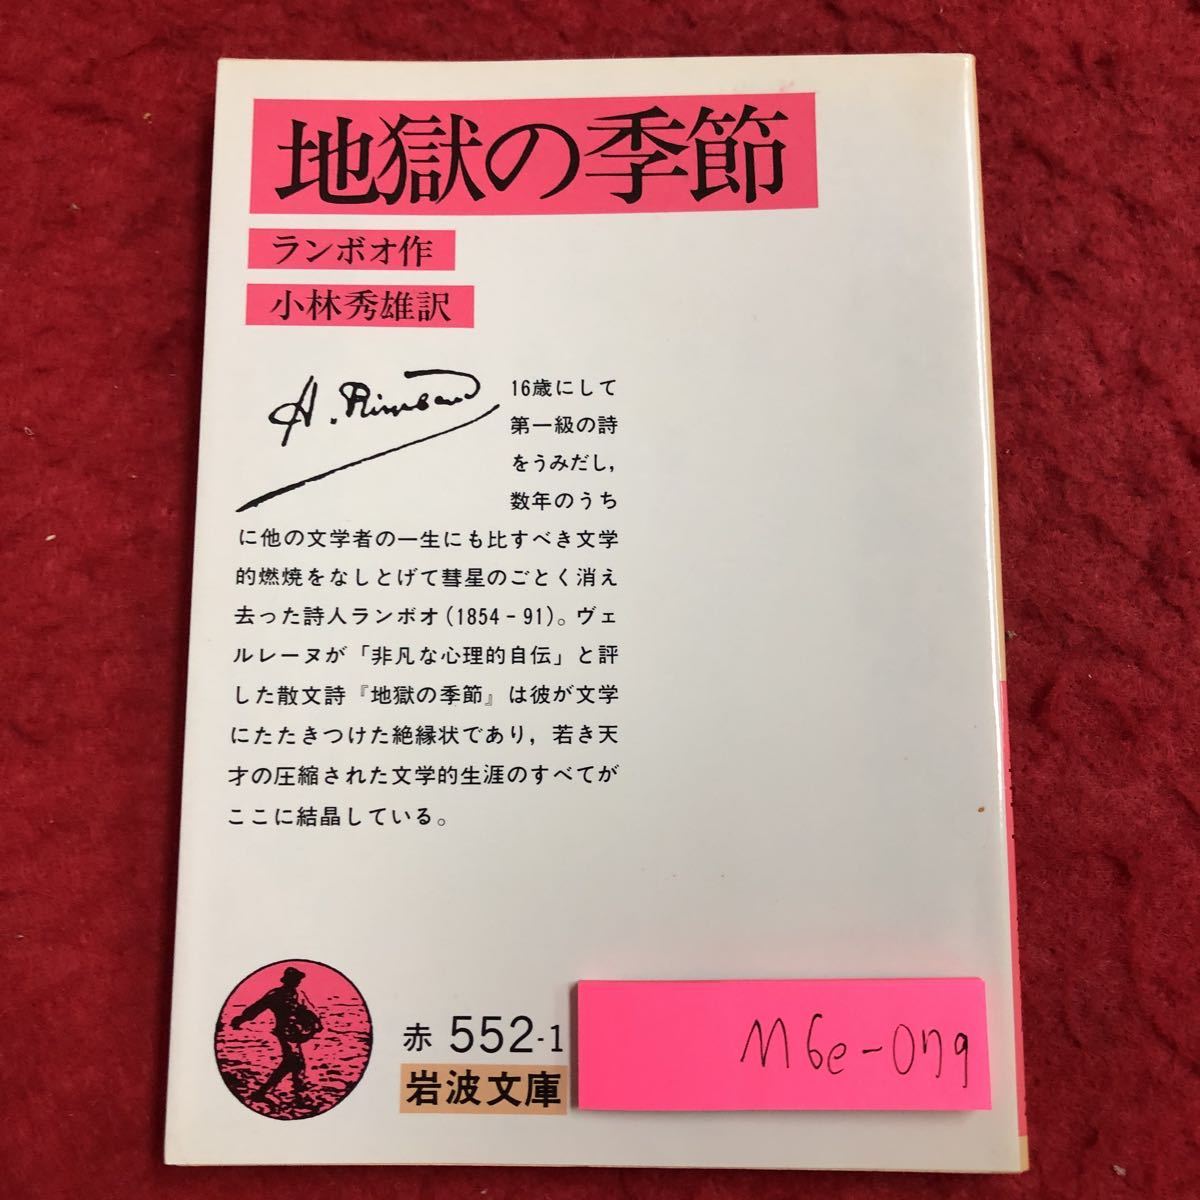 地獄の季節
ランボオ作
小林秀雄訳
A. Rimbaud
16歳にして
第一級の詩
をうみだし，
数年のうち
に他の文学者の一生にも比すべき文学
的燃焼をなしとげて彗星のごとく消え
去った詩人ランボオ(1854－91)。ヴェ
ルレーヌが「非凡な心理的自伝」と評
した散文詩『地獄の季節』は彼が文学
にたたきつけた絶縁状であり，若き天
才の圧縮された文学的生涯のすべてが
ここに結晶している。
赤 552-1
岩波文庫
M6e-079